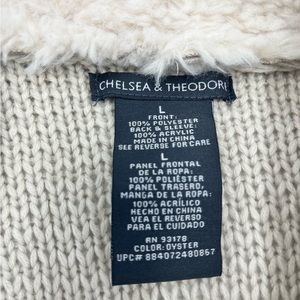 CHELSEA & THEODORE
L
FRONT:
100% POLYESTER
BACK & SLEEVE:
100% ACRYLIC
MADE IN CHINA
SEE REVERSE FOR CARE
L
PANEL FRONTAL
DE LA ROPA:
100% POLIÉSTER
PANEL TRASERO,
MANGA DE LA ROPA:
100% ACRÍLICO
HECHO EN CHINA
VEA EL REVERSO
PARA EL CUIDADO
RN 93178
COLOR: OYSTER
UPC# 884072480867